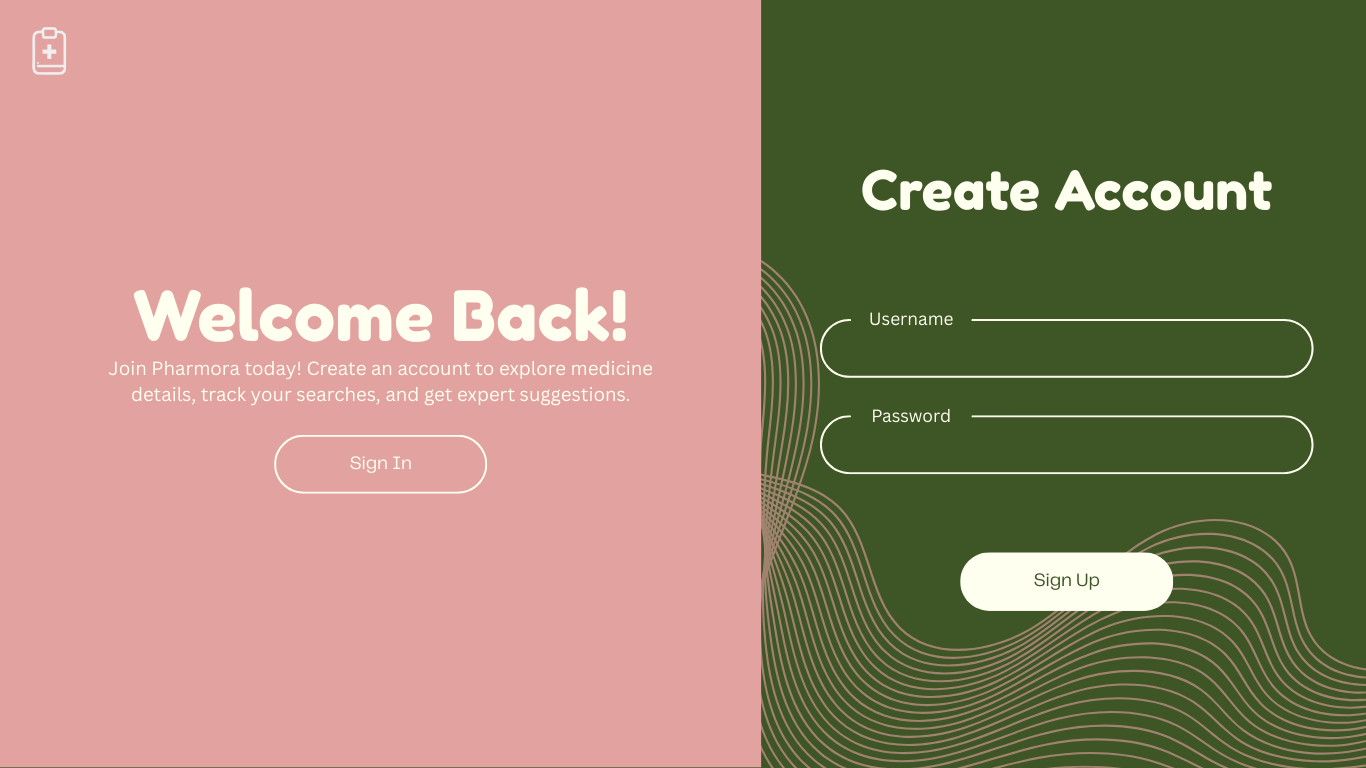 Welcome Back!
Join Pharmora today! Create an account to explore medicine
details, track your searches, and get expert suggestions.
Sign In
Create Account
Username
Password
Sign Up